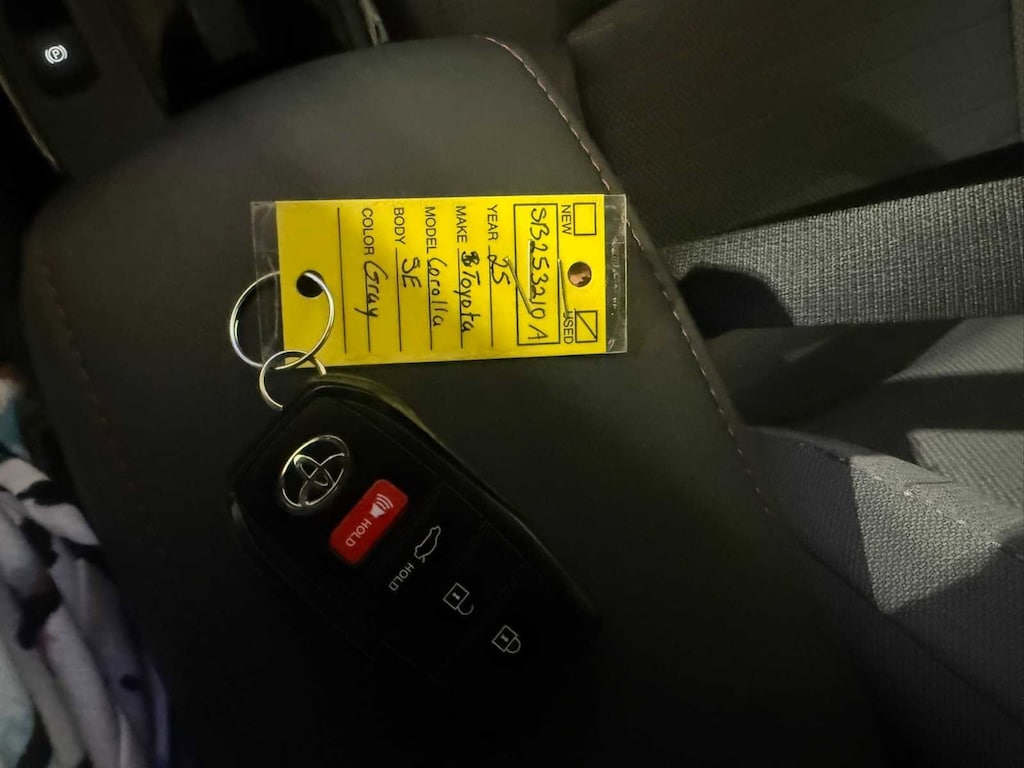 NEW USED
SB253210A
YEAR 25
MAKE Toyota
MODEL Corolla
BODY SE
COLOR Gray
HOLD
HOLD
P